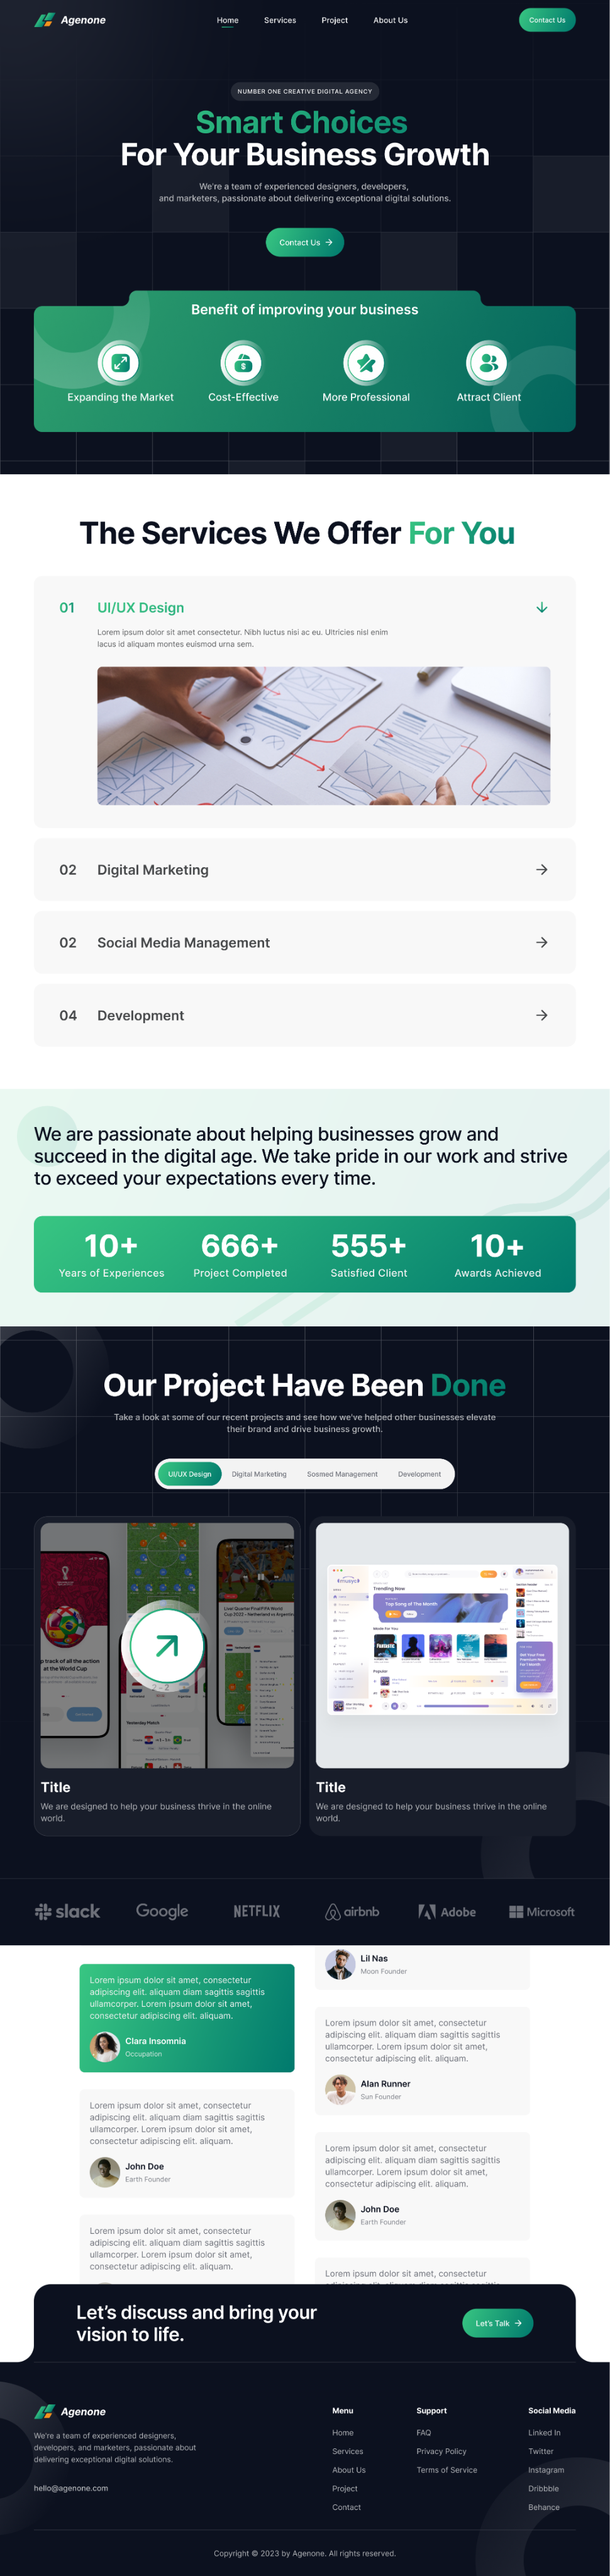 Agenone
Home
Services
Project
About Us
Contact Us
NUMBER ONE CREATIVE DIGITAL AGENCY
Smart Choices
For Your Business Growth
We're a team of experienced designers, developers,
and marketers, passionate about delivering exceptional digital solutions.
Contact Us
Benefit of improving your business
Expanding the Market
Cost-Effective
More Professional
Attract Client
The Services We Offer For You
01
UI/UX Design
Lorem ipsum dolor sit amet consectetur. Nibh luctus nisi ac eu. Ultricies nisl enim
lacus id aliquam montes euismod urna sem.
02
Digital Marketing
02
Social Media Management
04
Development
We are passionate about helping businesses grow and
succeed in the digital age. We take pride in our work and strive
to exceed your expectations every time.
10+
Years of Experiences
666+
Project Completed
555+
Satisfied Client
10+
Awards Achieved
Our Project Have Been Done
Take a look at some of our recent projects and see how we've helped other businesses elevate
their brand and drive business growth.
UI/UX Design
Digital Marketing
Sosmed Management
Development
Trending Now
Top Song of The Month
Made For You
Popular
Title
We are designed to help your business thrive in the online
world.
Title
We are designed to help your business thrive in the online
world.
slack
Google
NETFLIX
airbnb
Adobe
Microsoft
Lorem ipsum dolor sit amet, consectetur
adipiscing elit. aliquam diam sagittis sagittis
ullamcorper. Lorem ipsum dolor sit amet,
consectetur adipiscing elit. aliquam.
Clara Insomnia
Occupation
Lorem ipsum dolor sit amet, consectetur
adipiscing elit. aliquam diam sagittis sagittis
ullamcorper. Lorem ipsum dolor sit amet,
consectetur adipiscing elit. aliquam.
John Doe
Earth Founder
Lorem ipsum dolor sit amet, consectetur
adipiscing elit. aliquam diam sagittis sagittis
ullamcorper. Lorem ipsum dolor sit amet,
consectetur adipiscing elit. aliquam.
Lil Nas
Moon Founder
Lorem ipsum dolor sit amet, consectetur
adipiscing elit. aliquam diam sagittis sagittis
ullamcorper. Lorem ipsum dolor sit amet,
consectetur adipiscing elit. aliquam.
Alan Runner
Sun Founder
Lorem ipsum dolor sit amet, consectetur
adipiscing elit. aliquam diam sagittis sagittis
ullamcorper. Lorem ipsum dolor sit amet,
consectetur adipiscing elit. aliquam.
John Doe
Earth Founder
Lorem ipsum dolor sit amet, consectetur
Let's discuss and bring your
vision to life.
Let's Talk
Agenone
We're a team of experienced designers,
developers, and marketers, passionate about
delivering exceptional digital solutions.
hello@agenone.com
Menu
Home
Services
About Us
Project
Contact
Support
FAQ
Privacy Policy
Terms of Service
Social Media
Linked In
Twitter
Instagram
Dribbble
Behance
Copyright © 2023 by Agenone. All rights reserved.